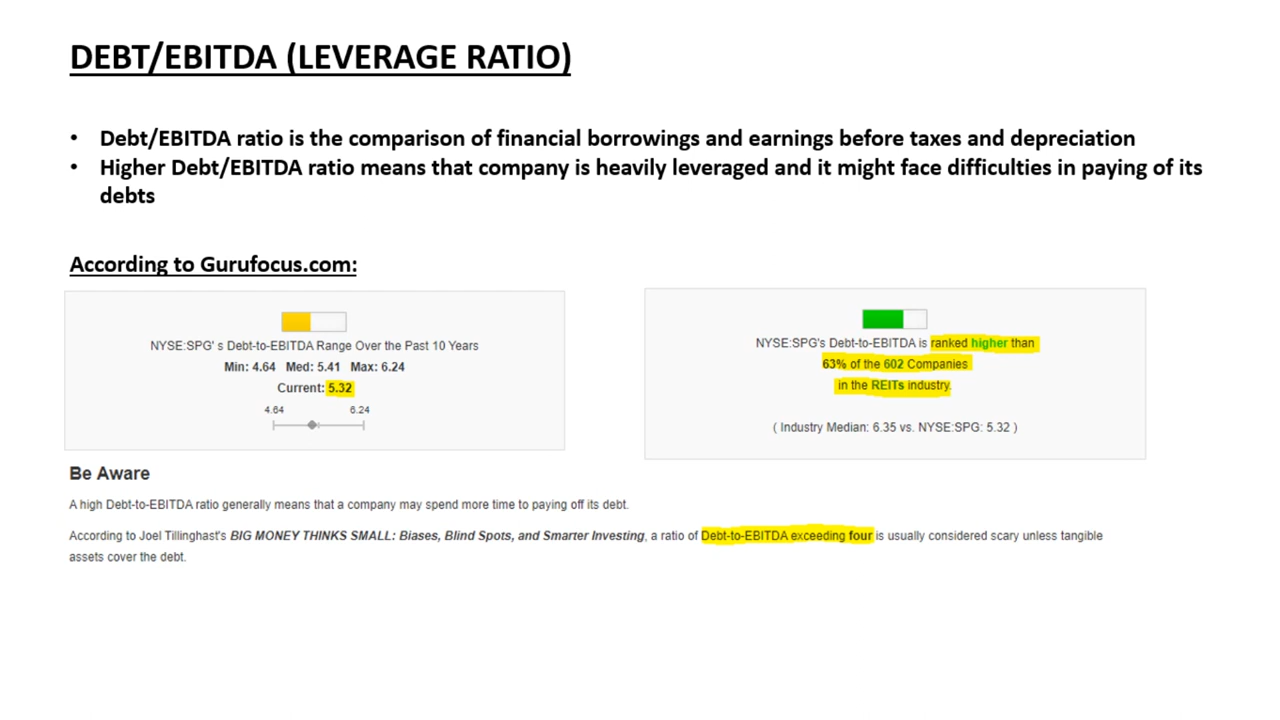 DEBT/EBITDA (LEVERAGE RATIO)
• Debt/EBITDA ratio is the comparison of financial borrowings and earnings before taxes and depreciation
• Higher Debt/EBITDA ratio means that company is heavily leveraged and it might face difficulties in paying of its
debts
According to Gurufocus.com:
NYSE:SPG' s Debt-to-EBITDA Range Over the Past 10 Years
Min: 4.64 Med: 5.41 Max: 6.24
Current: 5.32
4.64 6.24
NYSE:SPG's Debt-to-EBITDA is ranked higher than
63% of the 602 Companies
in the REITs industry.
( Industry Median: 6.35 vs. NYSE:SPG: 5.32 )
Be Aware
A high Debt-to-EBITDA ratio generally means that a company may spend more time to paying off its debt.
According to Joel Tillinghast's BIG MONEY THINKS SMALL: Biases, Blind Spots, and Smarter Investing, a ratio of Debt-to-EBITDA exceeding four is usually considered scary unless tangible
assets cover the debt.